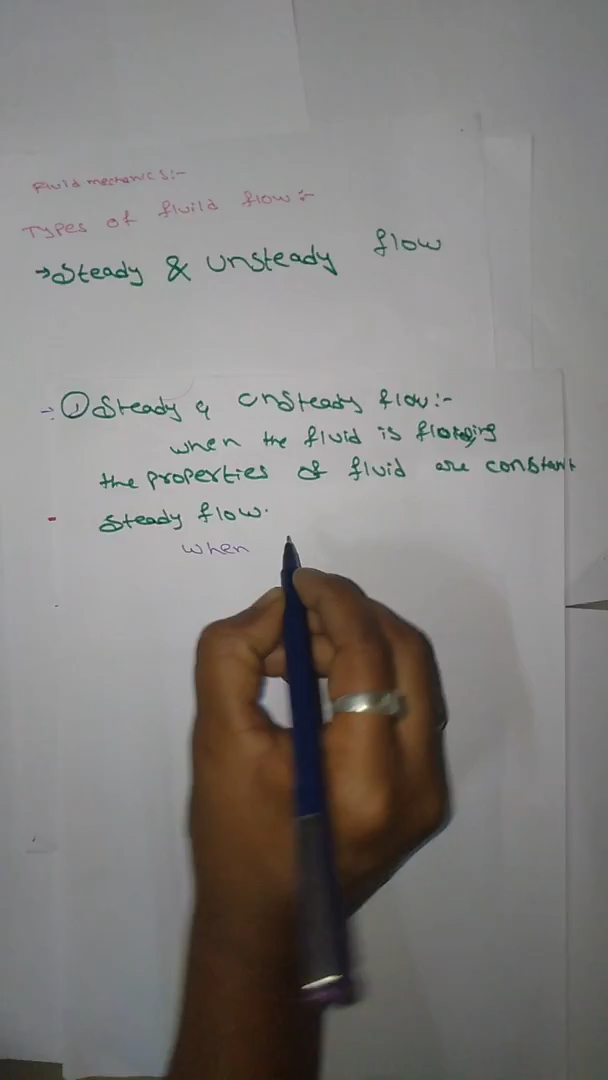 Fluid mechanics:-
Types of fluild flow:-
→Steady & unsteady flow
① Steady & unsteady flow:-
when the fluid is flowing
the properties of fluid are constant
- steady flow.
when